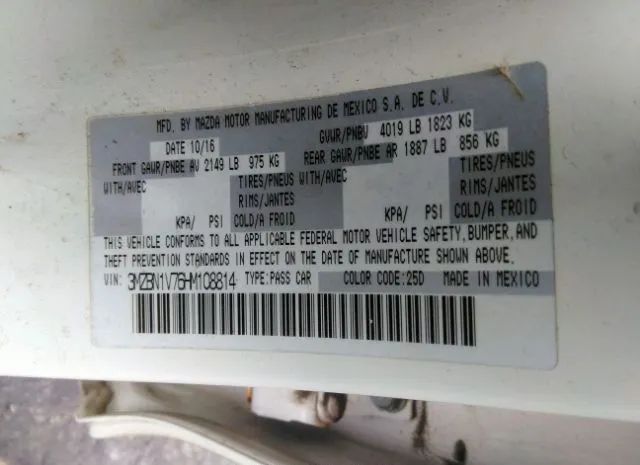 MFD. BY MAZDA MOTOR MANUFACTURING DE MEXICO S.A. DE C.V.
DATE 10/16 GVWR/PNBV 4019 LB 1823 KG
FRONT GAWR/PNBE AV 2149 LB 975 KG REAR GAWR/PNBE AR 1887 LB 856 KG
WITH/AVEC TIRES/PNEUS WITH/AVEC TIRES/PNEUS
RIMS/JANTES RIMS/JANTES
KPA/ PSI COLD/A FROID KPA/ PSI COLD/A FROID
THIS VEHICLE CONFORMS TO ALL APPLICABLE FEDERAL MOTOR VEHICLE SAFETY, BUMPER, AND
THEFT PREVENTION STANDARDS IN EFFECT ON THE DATE OF MANUFACTURE SHOWN ABOVE.
VIN: 3MZBN1V76HM108814 TYPE:PASS CAR COLOR CODE:25D MADE IN MEXICO